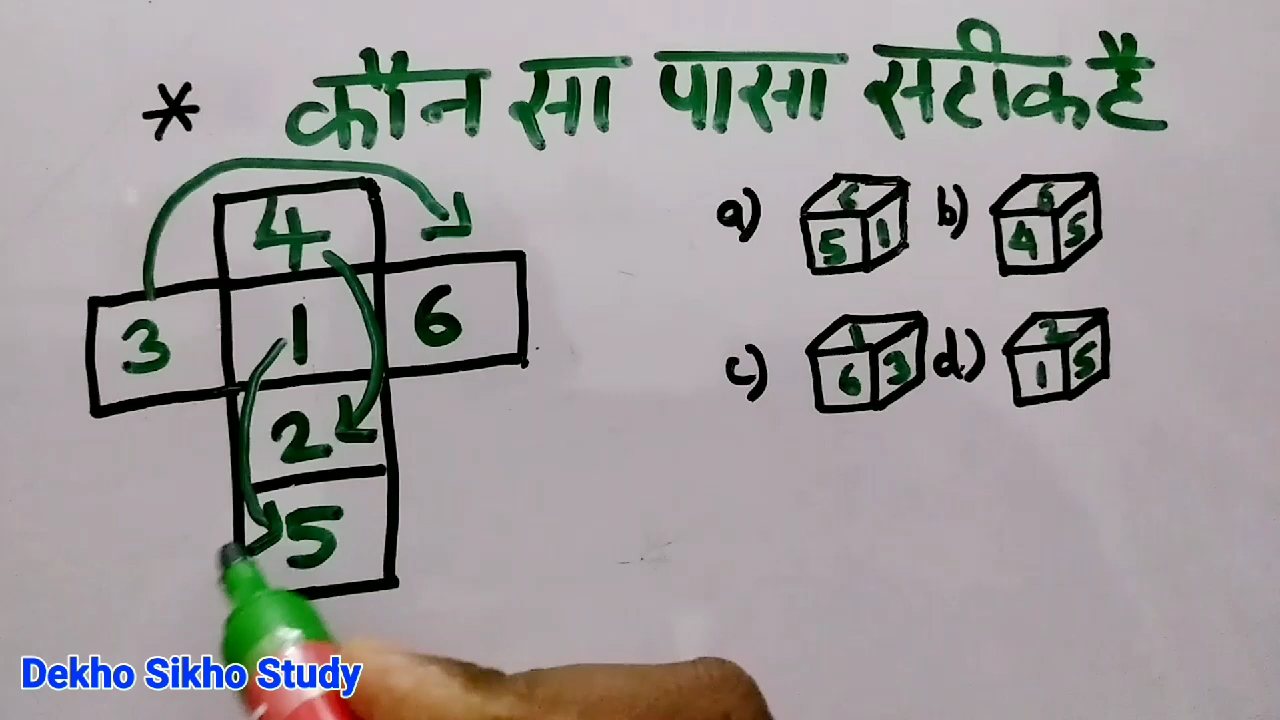 * कौन सा पासा सटीक है
4
3 1 6
2
5
a) 6 5 1 b) 6 4 5
c) 1 6 3 d) 2 1 5
Dekho Sikho Study